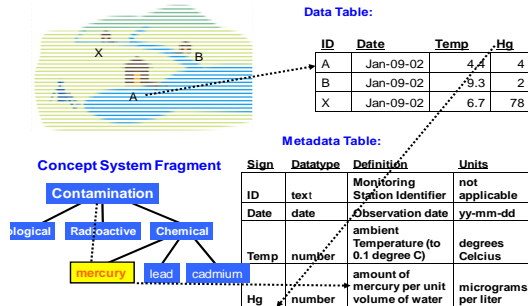 Data Table:
ID Date Temp Hg
A Jan-09-02 4.4 4
B Jan-09-02 9.3 2
X Jan-09-02 6.7 78
X
B
A
Metadata Table:
Sign Datatype Definition Units
ID text Monitoring Station Identifier not applicable
Date date Observation date yy-mm-dd
Temp number ambient Temperature (to 0.1 degree C) degrees Celcius
Hg number amount of mercury per unit volume of water micrograms per liter
Concept System Fragment
Contamination
ological Radioactive Chemical
mercury lead cadmium